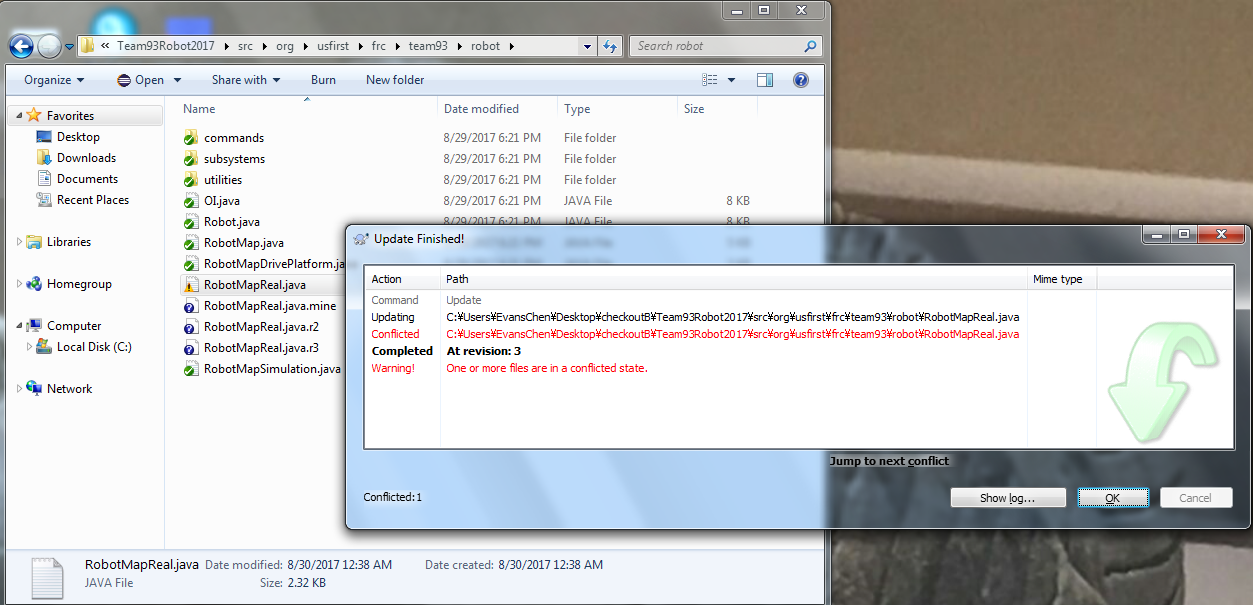 « Team93Robot2017 src org usfirst frc team93 robot
Search robot
Organize Open Share with Burn New folder
Name Date modified Type Size
Favorites
Desktop
Downloads
Documents
Recent Places
Libraries
Homegroup
Computer
Local Disk (C:)
Network
commands 8/29/2017 6:21 PM File folder
subsystems 8/29/2017 6:21 PM File folder
utilities 8/29/2017 6:21 PM File folder
OI.java 8/29/2017 6:21 PM JAVA File 8 KB
Robot.java 8/29/2017 6:21 PM JAVA File 8 KB
RobotMap.java
RobotMapDrivePlatform.ja
RobotMapReal.java
RobotMapReal.java.mine
RobotMapReal.java.r2
RobotMapReal.java.r3
RobotMapSimulation.java
Update Finished!
Action Path Mime type
Command Update
Updating C:¥Users¥EvansChen¥Desktop¥checkoutB¥Team93Robot2017¥src¥org¥usfirst¥frc¥team93¥robot¥RobotMapReal.java
Conflicted C:¥Users¥EvansChen¥Desktop¥checkoutB¥Team93Robot2017¥src¥org¥usfirst¥frc¥team93¥robot¥RobotMapReal.java
Completed At revision: 3
Warning! One or more files are in a conflicted state.
Jump to next conflict
Conflicted:1
Show log... OK Cancel
RobotMapReal.java Date modified: 8/30/2017 12:38 AM Date created: 8/30/2017 12:38 AM
JAVA File Size: 2.32 KB